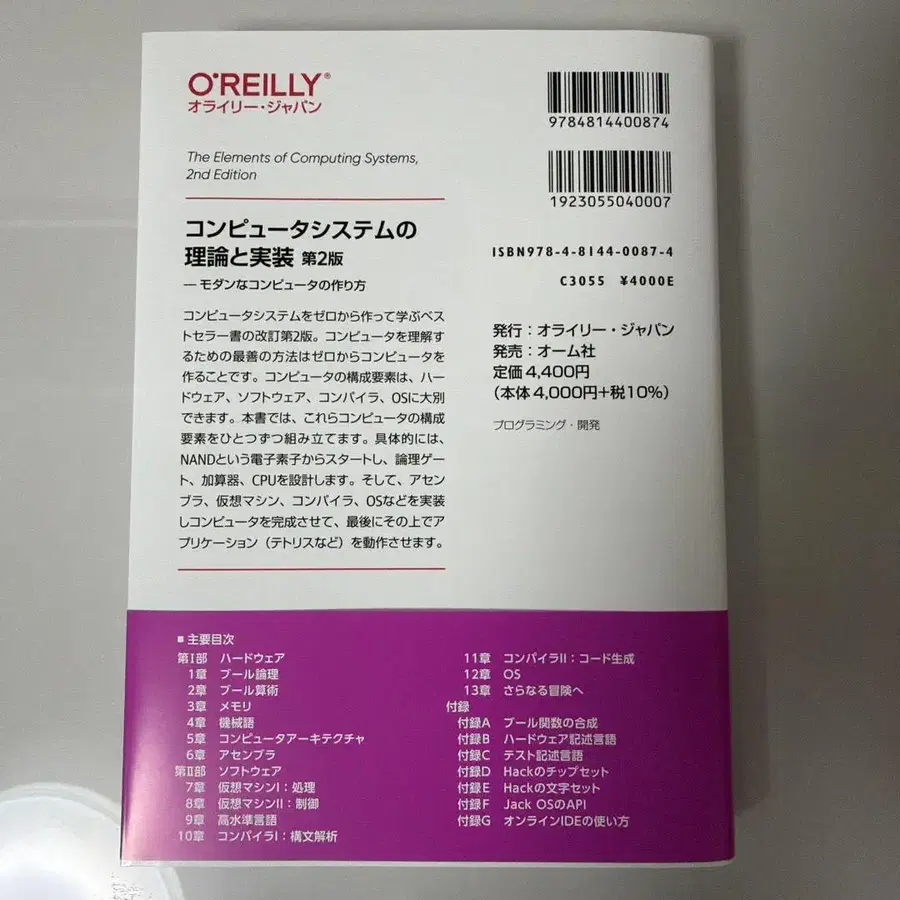 O'REILLY®
オライリー・ジャパン
The Elements of Computing Systems,
2nd Edition
コンピュータシステムの
理論と実装 第2版
―モダンなコンピュータの作り方
コンピュータシステムをゼロから作って学ぶベス
トセラー書の改訂第2版。コンピュータを理解す
るための最善の方法はゼロからコンピュータを
作ることです。コンピュータの構成要素は、ハー
ドウェア、ソフトウェア、コンパイラ、OSに大別
できます。本書では、これらコンピュータの構成
要素をひとつずつ組み立てます。具体的には、
NANDという電子素子からスタートし、論理ゲー
ト、加算器、CPUを設計します。そして、アセン
ブラ、仮想マシン、コンパイラ、OSなどを実装
しコンピュータを完成させて、最後にその上でア
プリケーション（テトリスなど）を動作させます。
9784814400874
1923055040007
ISBN978-4-8144-0087-4
C3055 ¥4000E
発行：オライリー・ジャパン
発売：オーム社
定価4,400円
（本体4,000円+税10%）
プログラミング・開発
■ 主要目次
第I部 ハードウェア
1章 ブール論理
2章 ブール算術
3章 メモリ
4章 機械語
5章 コンピュータアーキテクチャ
6章 アセンブラ
第II部 ソフトウェア
7章 仮想マシンI：処理
8章 仮想マシンII：制御
9章 高水準言語
10章 コンパイラI：構文解析
11章 コンパイラII：コード生成
12章 OS
13章 さらなる冒険へ
付録
付録A ブール関数の合成
付録B ハードウェア記述言語
付録C テスト記述言語
付録D Hackのチップセット
付録E Hackの文字セット
付録F Jack OSのAPI
付録G オンラインIDEの使い方